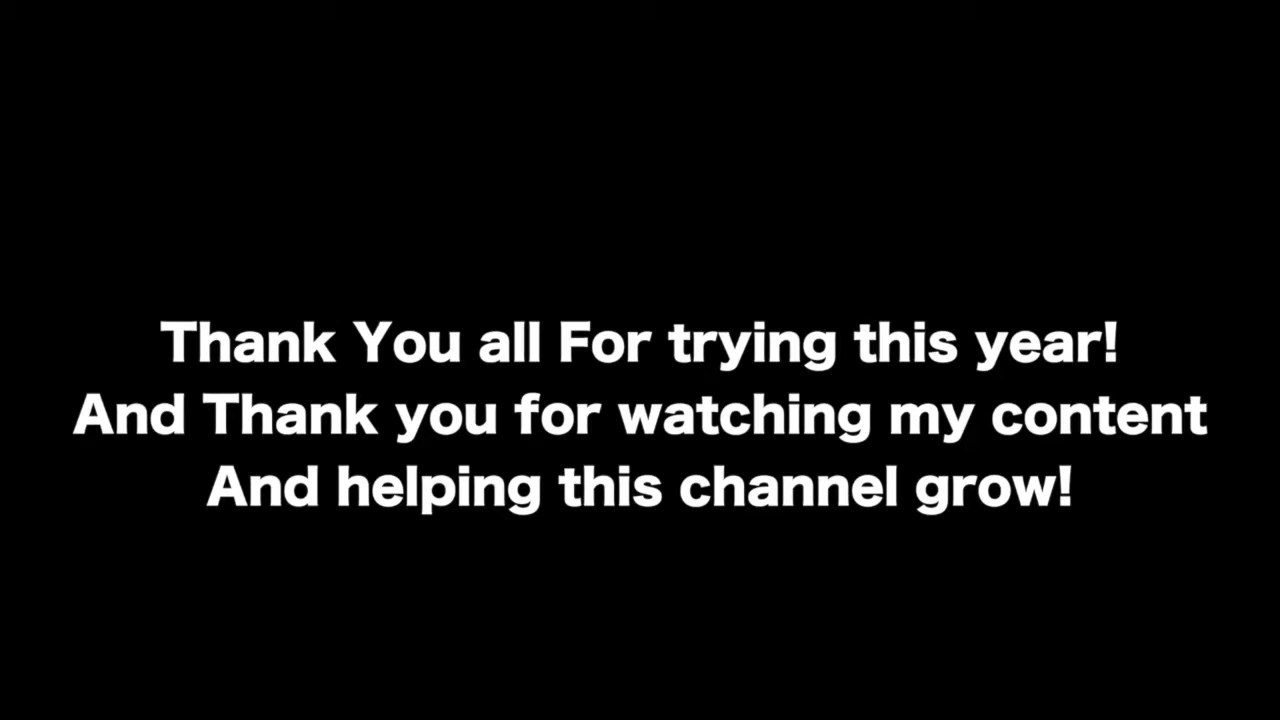 Thank You all For trying this year!
And Thank you for watching my content
And helping this channel grow!